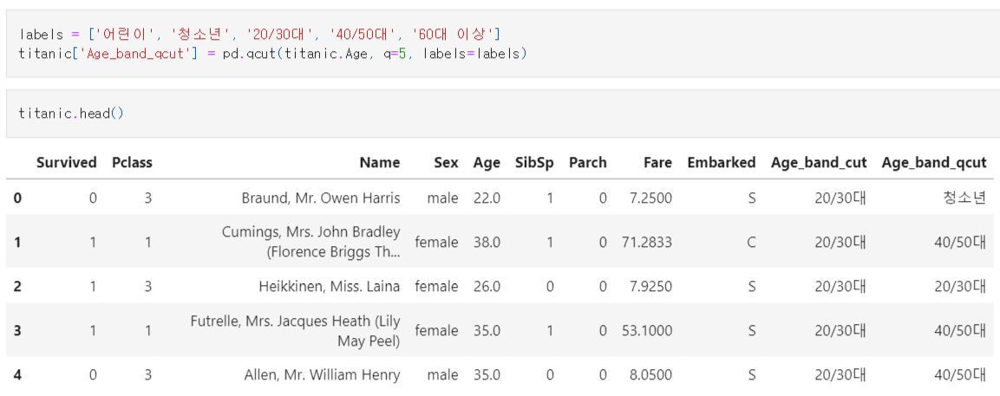 labels = ['어린이', '청소년', '20/30대', '40/50대', '60대 이상']
titanic['Age_band_qcut'] = pd.qcut(titanic.Age, q=5, labels=labels)
titanic.head()
Survived Pclass Name Sex Age SibSp Parch Fare Embarked Age_band_cut Age_band_qcut
0 0 3 Braund, Mr. Owen Harris male 22.0 1 0 7.2500 S 20/30대 청소년
1 1 1 Cumings, Mrs. John Bradley (Florence Briggs Th... female 38.0 1 0 71.2833 C 20/30대 40/50대
2 1 3 Heikkinen, Miss. Laina female 26.0 0 0 7.9250 S 20/30대 20/30대
3 1 1 Futrelle, Mrs. Jacques Heath (Lily May Peel) female 35.0 1 0 53.1000 S 20/30대 40/50대
4 0 3 Allen, Mr. William Henry male 35.0 0 0 8.0500 S 20/30대 40/50대